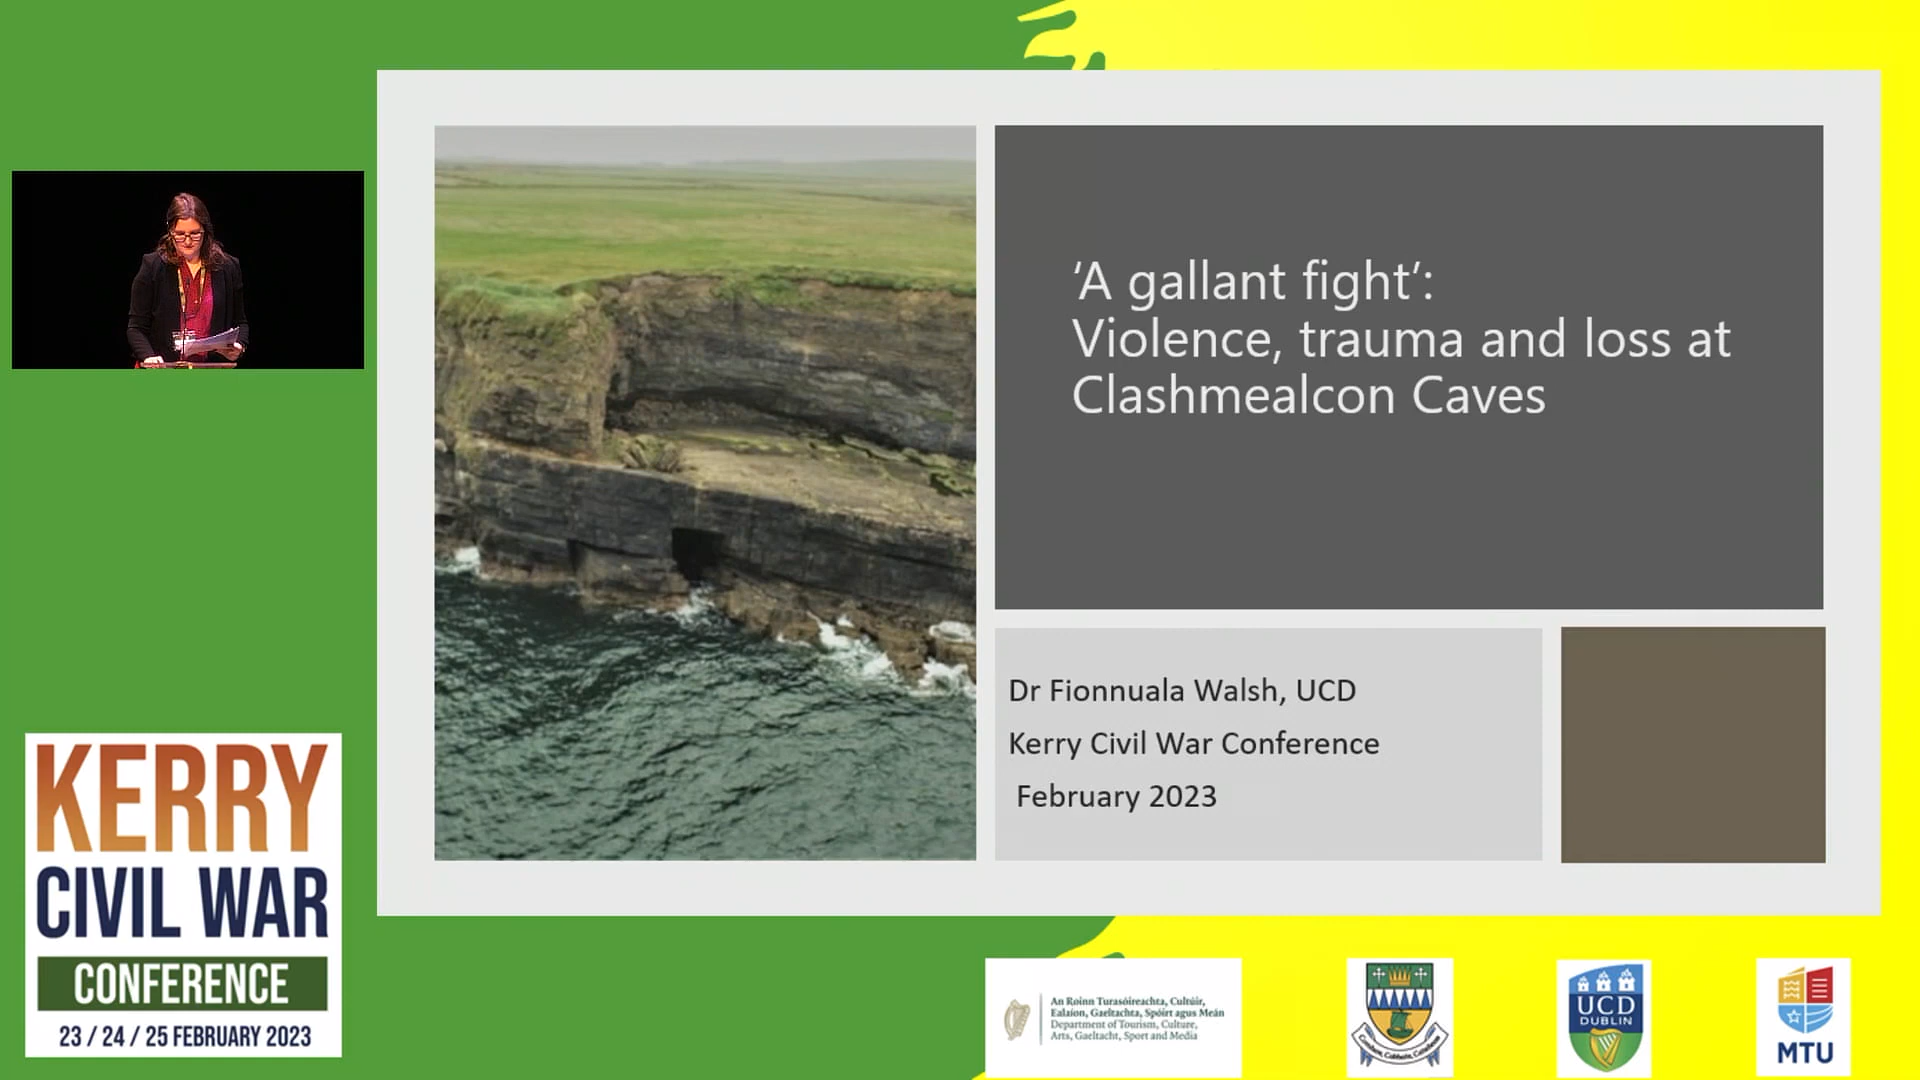 ‘A gallant fight’:
Violence, trauma and loss at
Clashmealcon Caves
Dr Fionnuala Walsh, UCD
Kerry Civil War Conference
February 2023
KERRY
CIVIL WAR
CONFERENCE
23 / 24 / 25 FEBRUARY 2023
An Roinn Turasóireachta, Cultúir,
Ealaíon, Gaeltachta, Spóirt agus Meán
Department of Tourism, Culture,
Arts, Gaeltacht, Sport and Media
UCD
DUBLIN
MTU